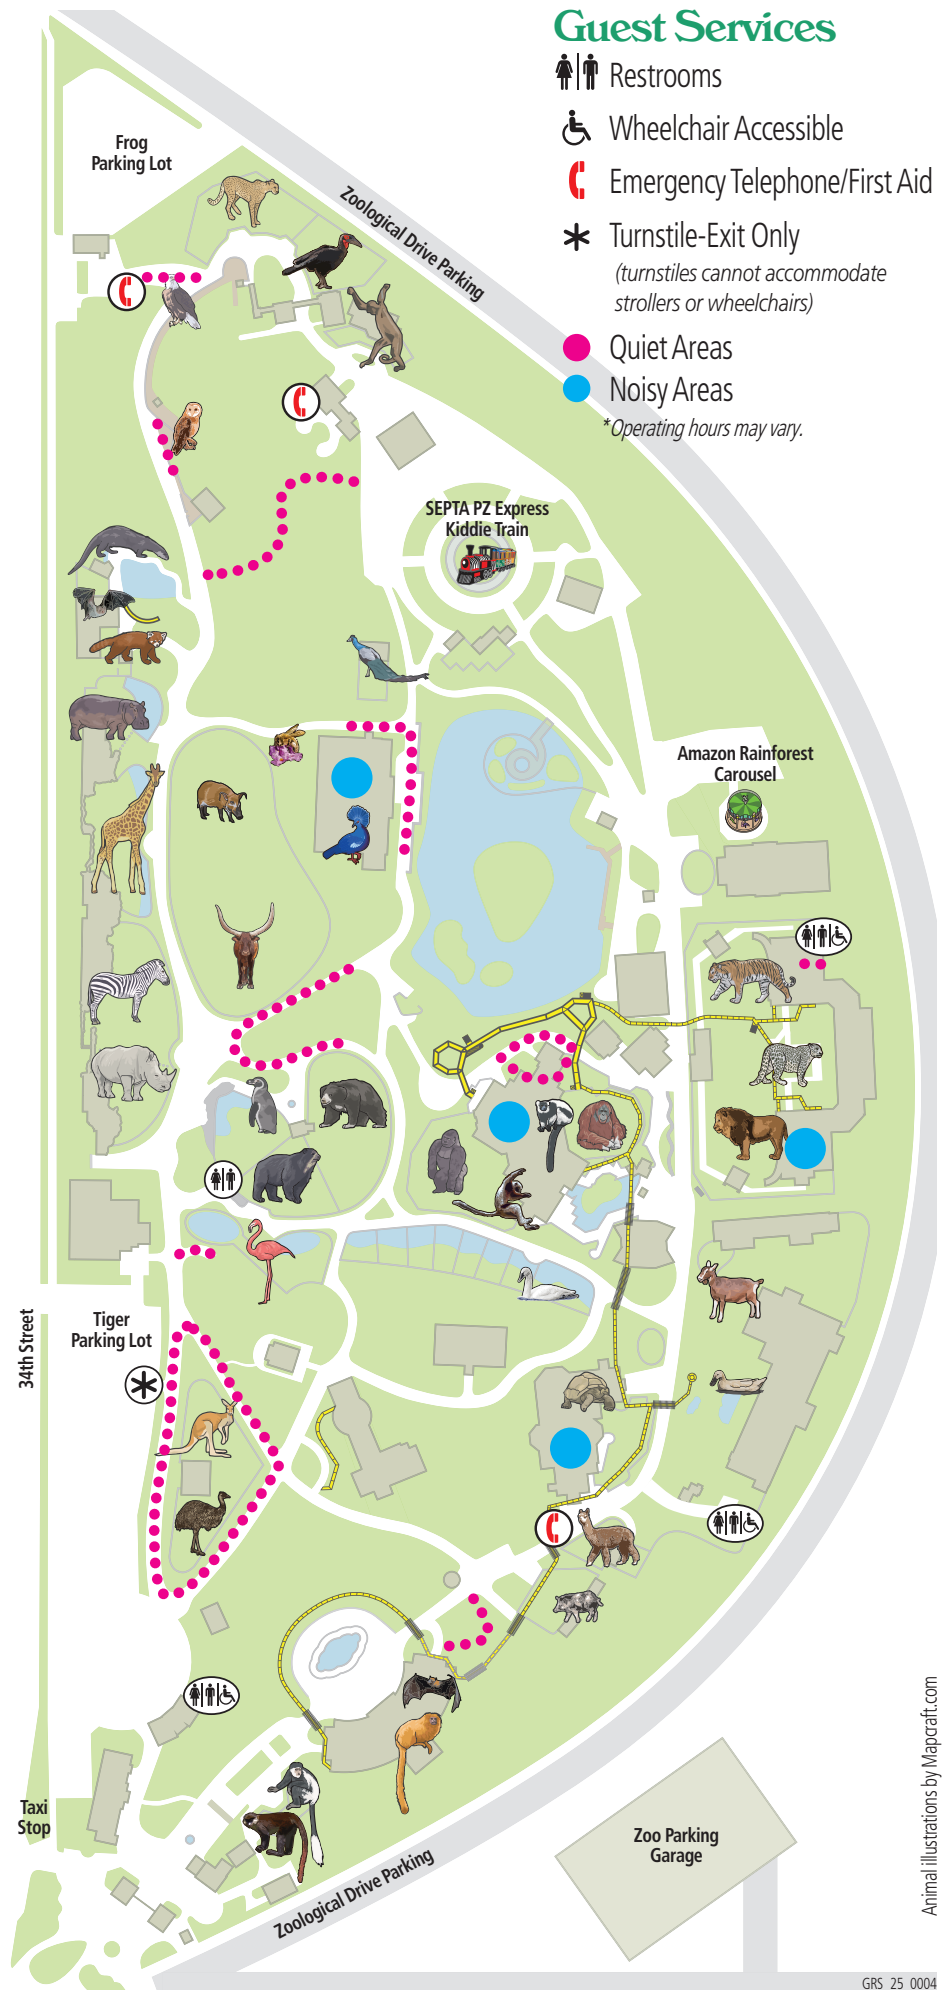 Guest Services
Restrooms
Wheelchair Accessible
Emergency Telephone/First Aid
Turnstile-Exit Only
(turnstiles cannot accommodate
strollers or wheelchairs)
Quiet Areas
Noisy Areas
*Operating hours may vary.
Frog
Parking Lot
Zoological Drive Parking
SEPTA PZ Express
Kiddie Train
Amazon Rainforest
Carousel
34th Street
Tiger
Parking Lot
Taxi
Stop
Zoo Parking
Garage
Zoological Drive Parking
Animal illustrations by Mapcraft.com
GRS_25_0004